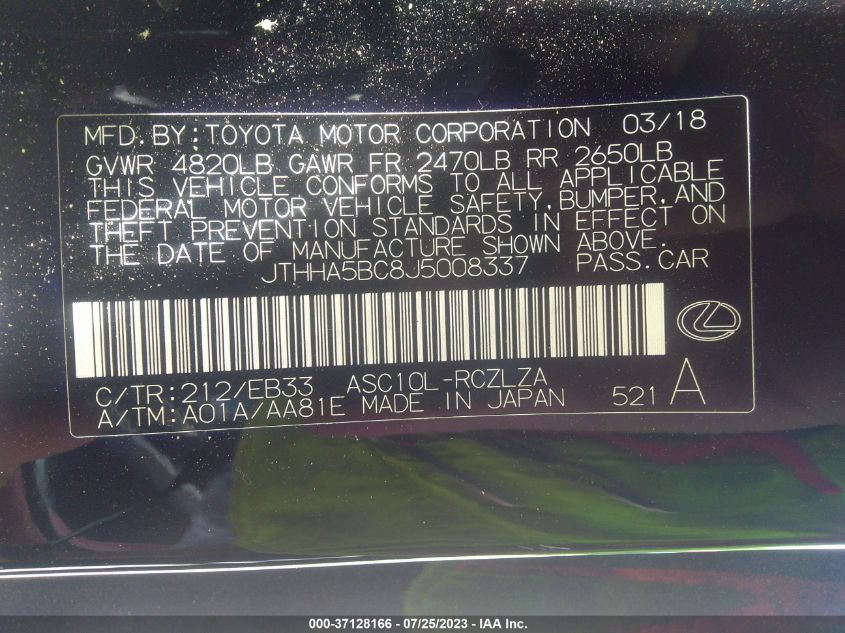 MFD.BY:TOYOTA MOTOR CORPORATION 03/18
GVWR 4820LB GAWR FR 2470LB RR 2650LB
THIS VEHICLE CONFORMS TO ALL APPLICABLE
FEDERAL MOTOR VEHICLE SAFETY,BUMPER,AND
THEFT PREVENTION STANDARDS IN EFFECT ON
THE DATE OF MANUFACTURE SHOWN ABOVE.
JTHHA5BC8J5008337 PASS.CAR
C/TR:212/EB33 ASC10L-RCZLZA
A/TM:A01A/AA81E MADE IN JAPAN 521 A
000-37128166 - 07/25/2023 - IAA Inc.